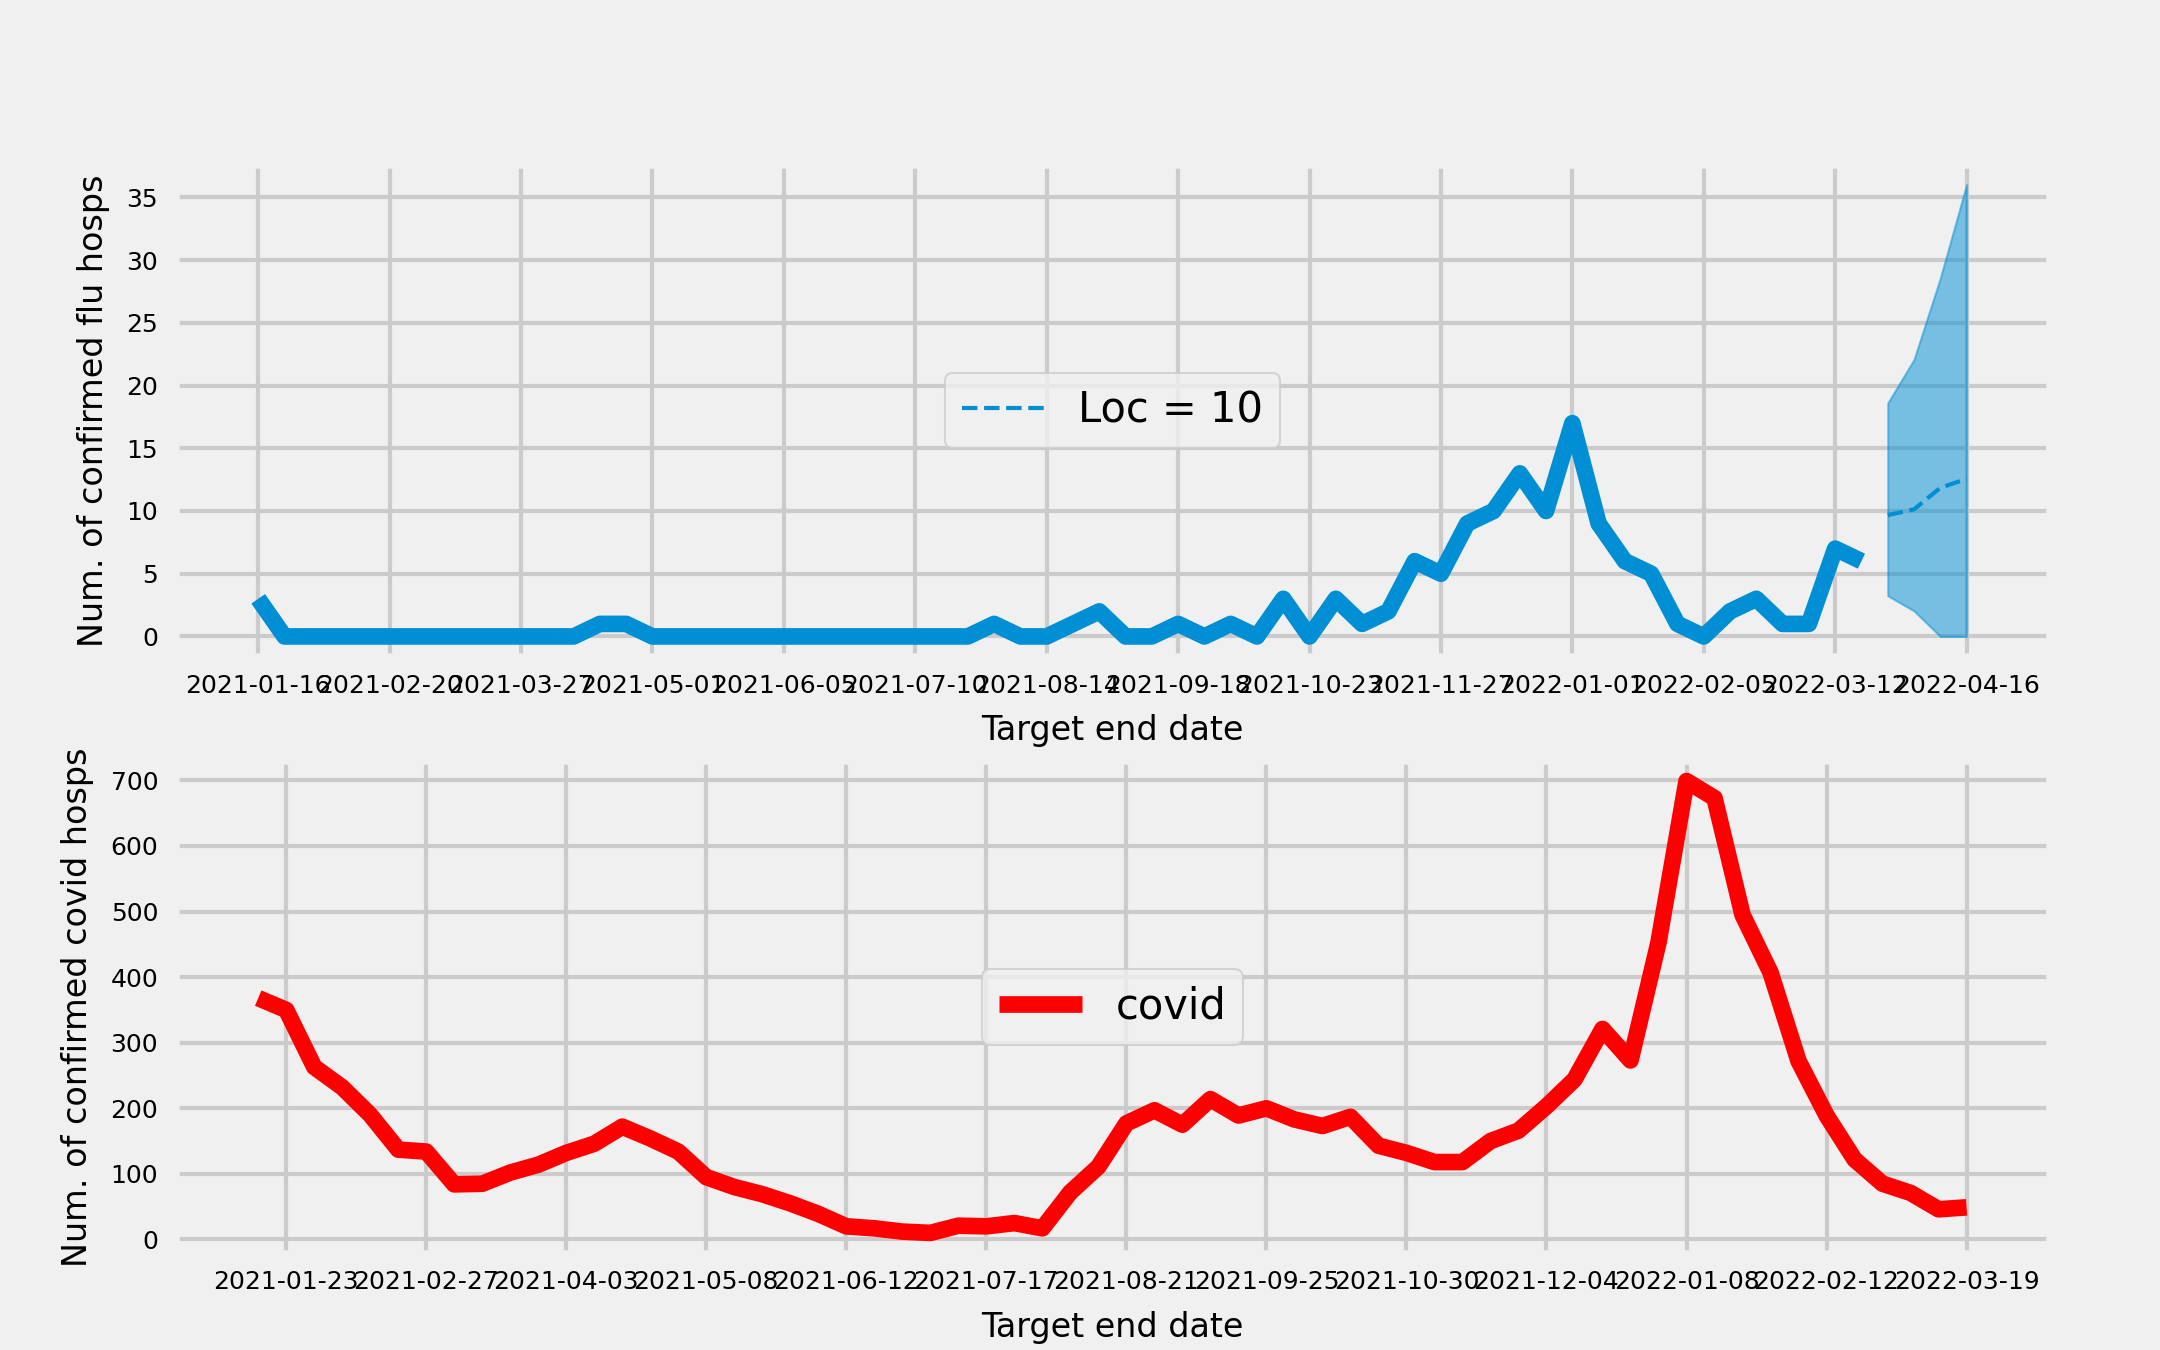 Num. of confirmed flu hosps
35
30
25
20
15
10
5
0
Loc = 10
2021-01-16 2021-02-20 2021-03-27 2021-05-01 2021-06-05 2021-07-10 2021-08-14 2021-09-18 2021-10-23 2021-11-27 2022-01-01 2022-02-05 2022-03-12 2022-04-16
Target end date
Num. of confirmed covid hosps
700
600
500
400
300
200
100
0
covid
2021-01-23 2021-02-27 2021-04-03 2021-05-08 2021-06-12 2021-07-17 2021-08-21 2021-09-25 2021-10-30 2021-12-04 2022-01-08 2022-02-12 2022-03-19
Target end date